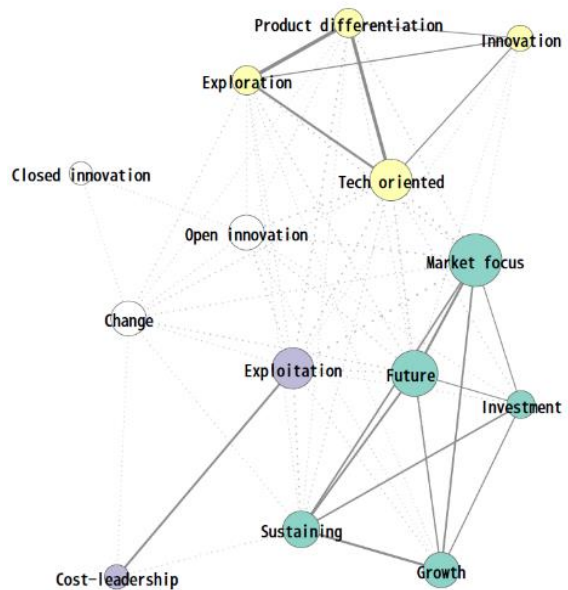 Product differentiation
Innovation
Exploration
Closed innovation
Tech oriented
Open innovation
Market focus
Change
Exploitation
Future
Investment
Sustaining
Growth
Cost-leadership